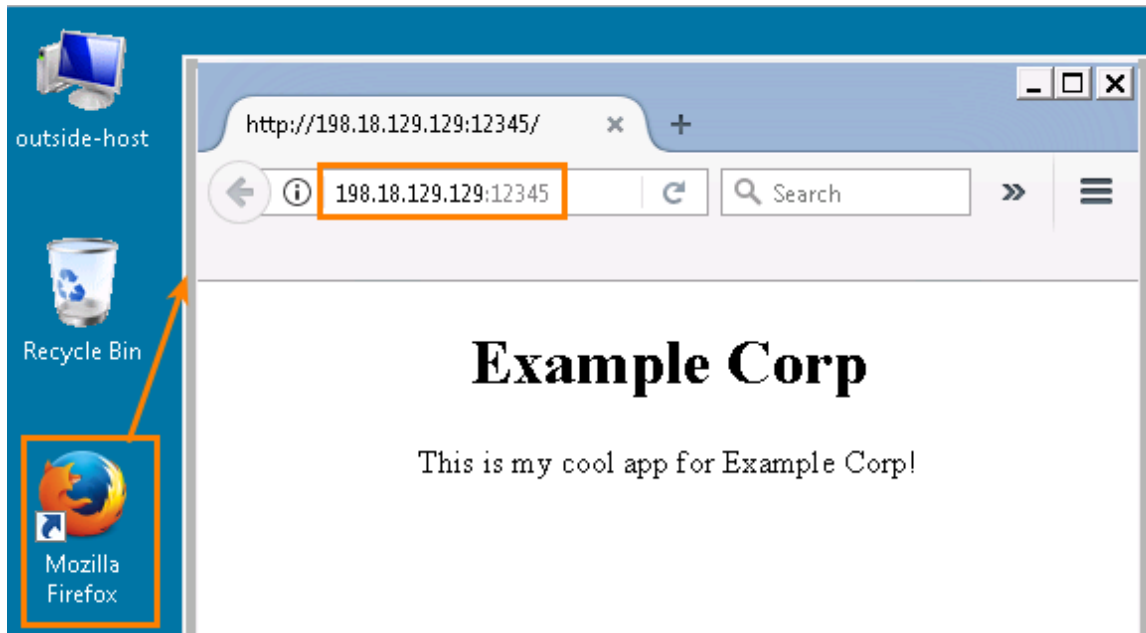 outside-host
Recycle Bin
Mozilla
Firefox
http://198.18.129.129:12345/
198.18.129.129:12345
Search
Example Corp
This is my cool app for Example Corp!